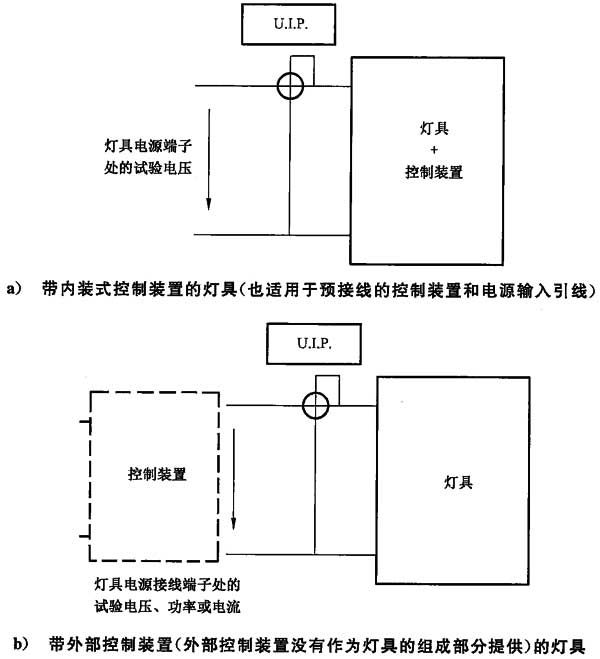 U.I.P.
灯具电源端子
处的试验电压
灯具
+
控制装置
a) 带内装式控制装置的灯具(也适用于预接线的控制装置和电源输入引线)
U.I.P.
控制装置
灯具
灯具电源接线端子处的
试验电压、功率或电流
b) 带外部控制装置(外部控制装置没有作为灯具的组成部分提供)的灯具